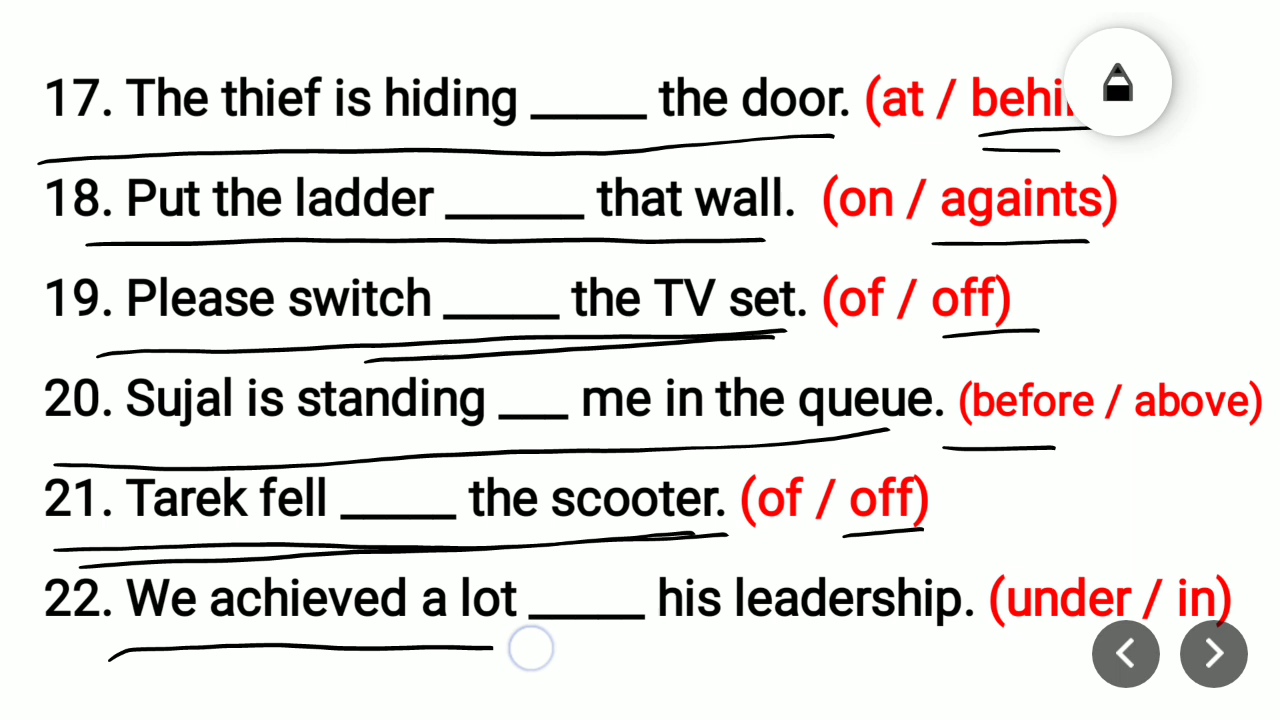 17. The thief is hiding _____ the door. (at /
18. Put the ladder ______ that wall. (on / againts)
19. Please switch _____ the TV set. (of / off)
20. Sujal is standing ___ me in the queue. (before / above)
21. Tarek fell _____ the scooter. (of / off)
22. We achieved a lot _____ his leadership. (under / in)